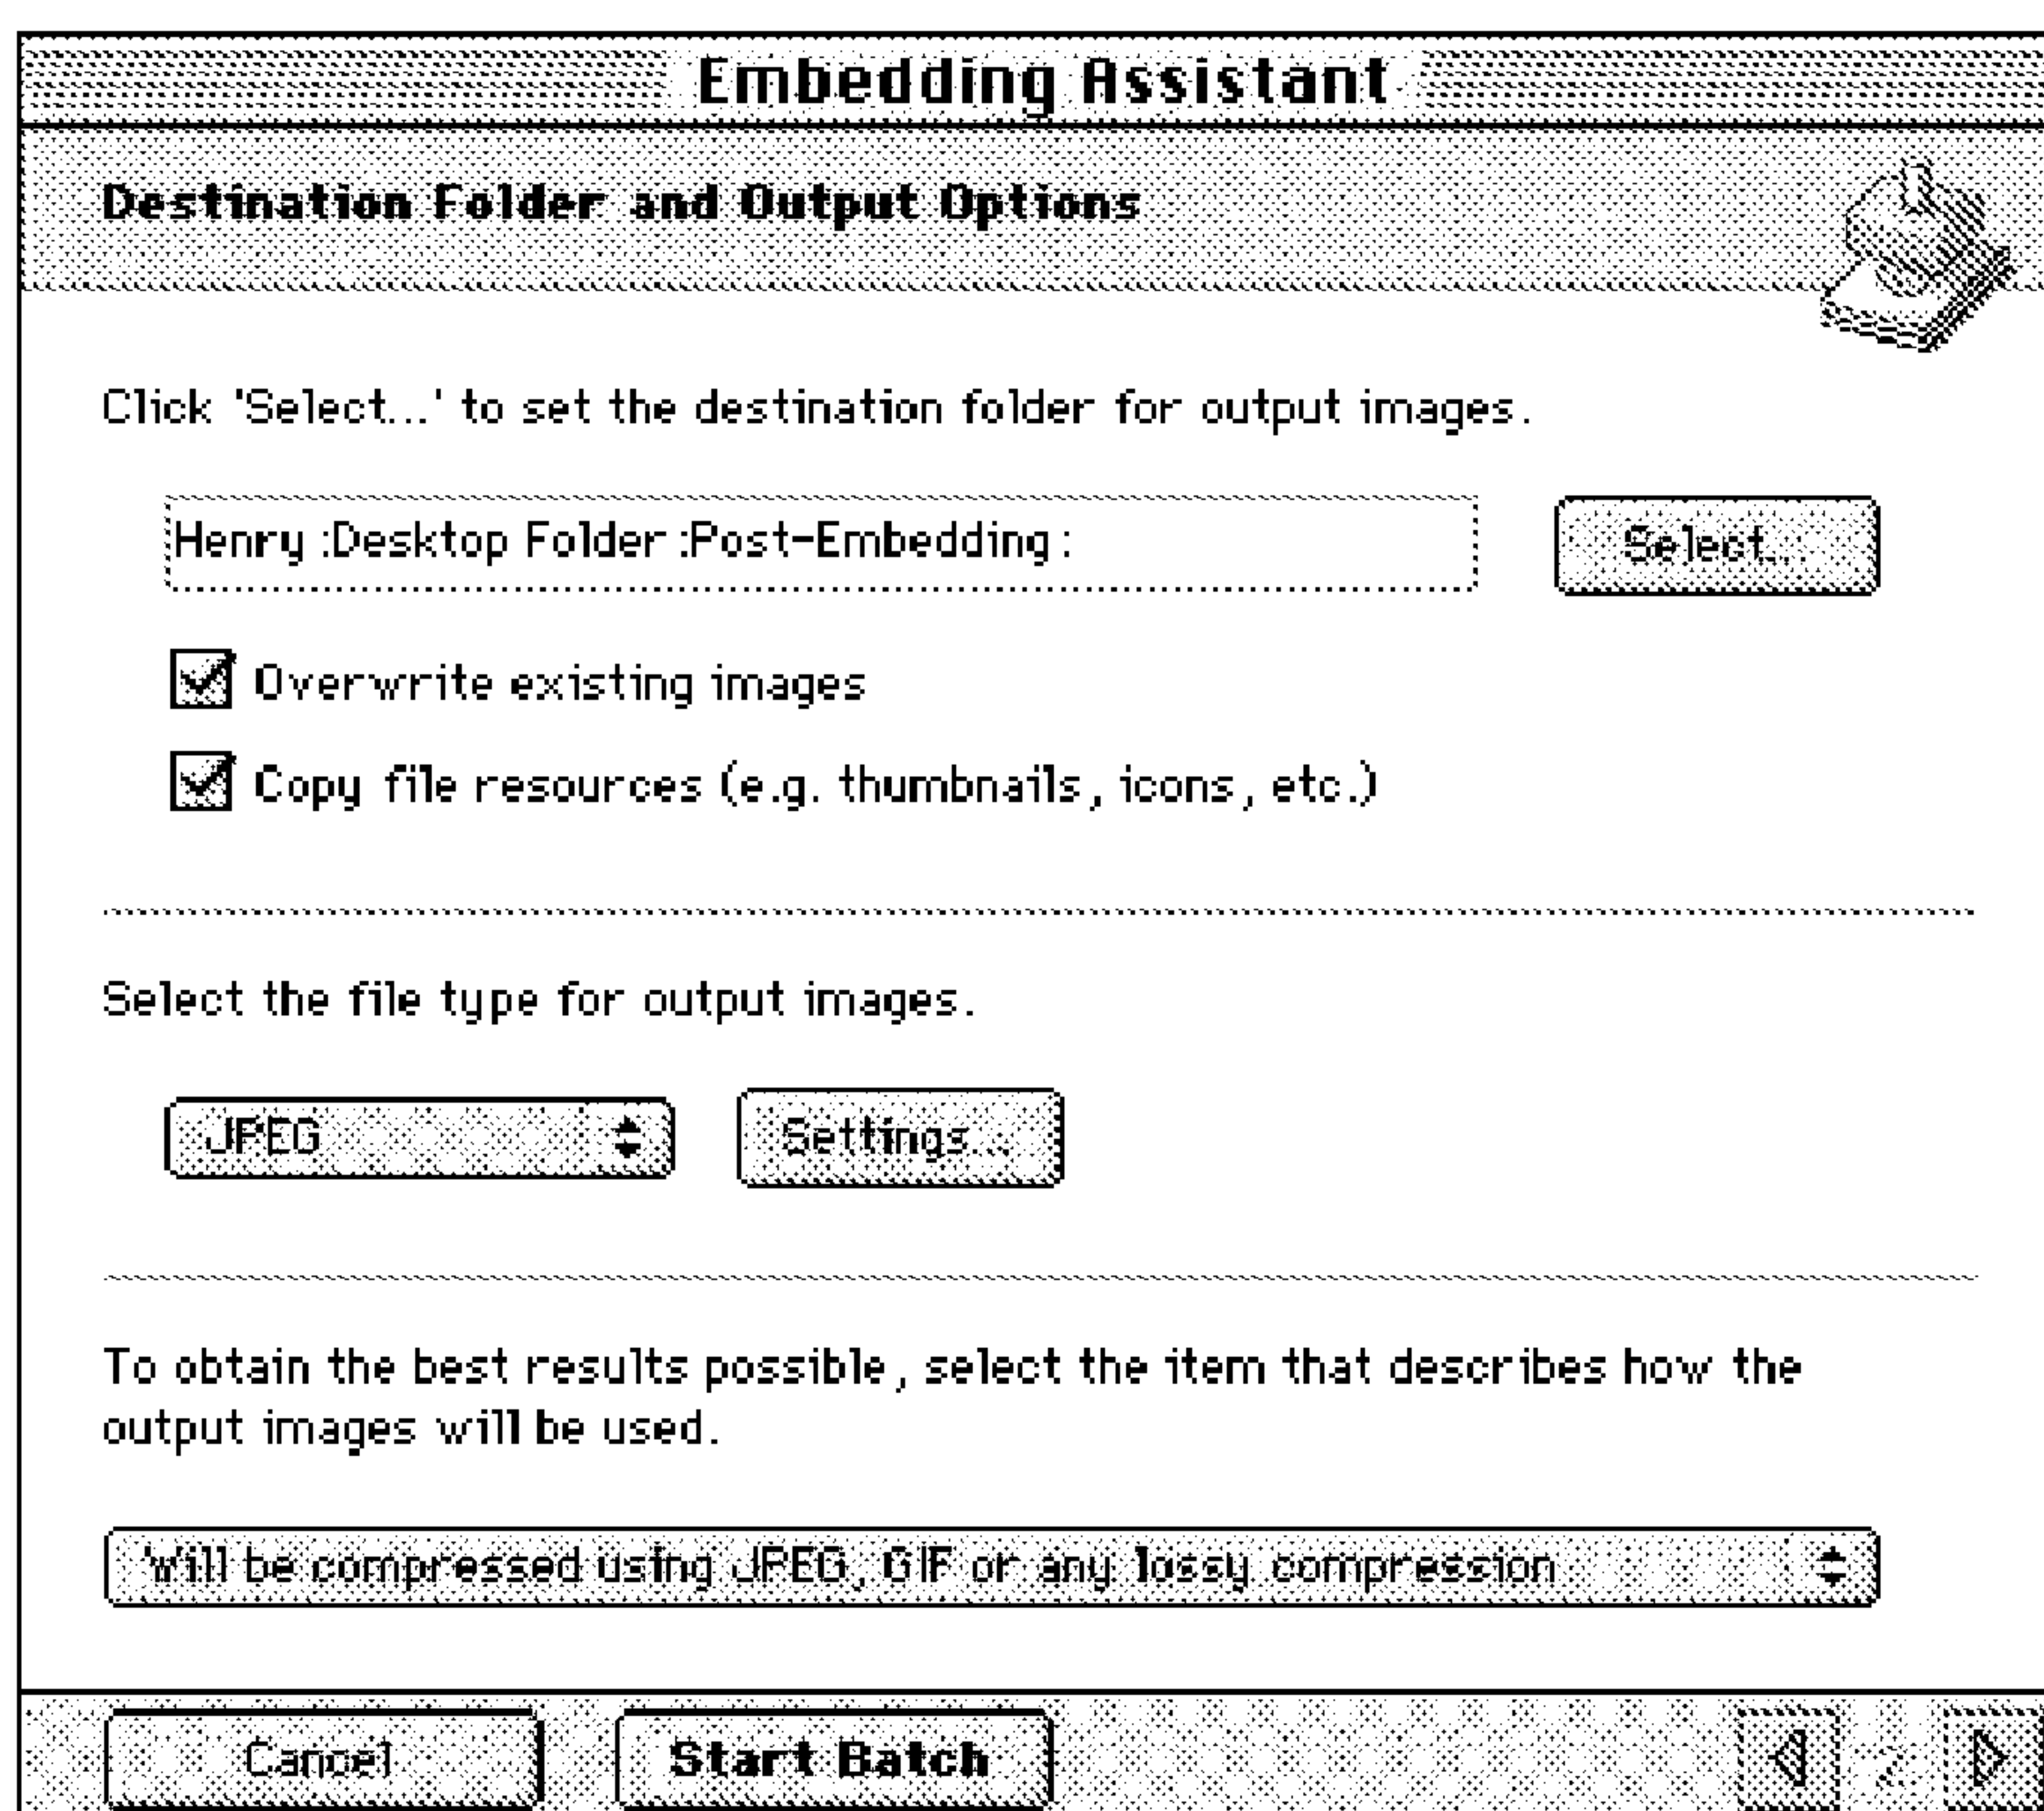 Embedding Assistant
Destination Folder and Output Options
Click 'Select...' to set the destination folder for output images.
Henry:Desktop Folder:Post-Embedding:
Select...
Overwrite existing images
Copy file resources (e.g. thumbnails, icons, etc.)
Select the file type for output images.
JPEG
Settings...
To obtain the best results possible, select the item that describes how the
output images will be used.
Will be compressed using JPEG, GIF or any lossy compression
Cancel
Start Batch
2